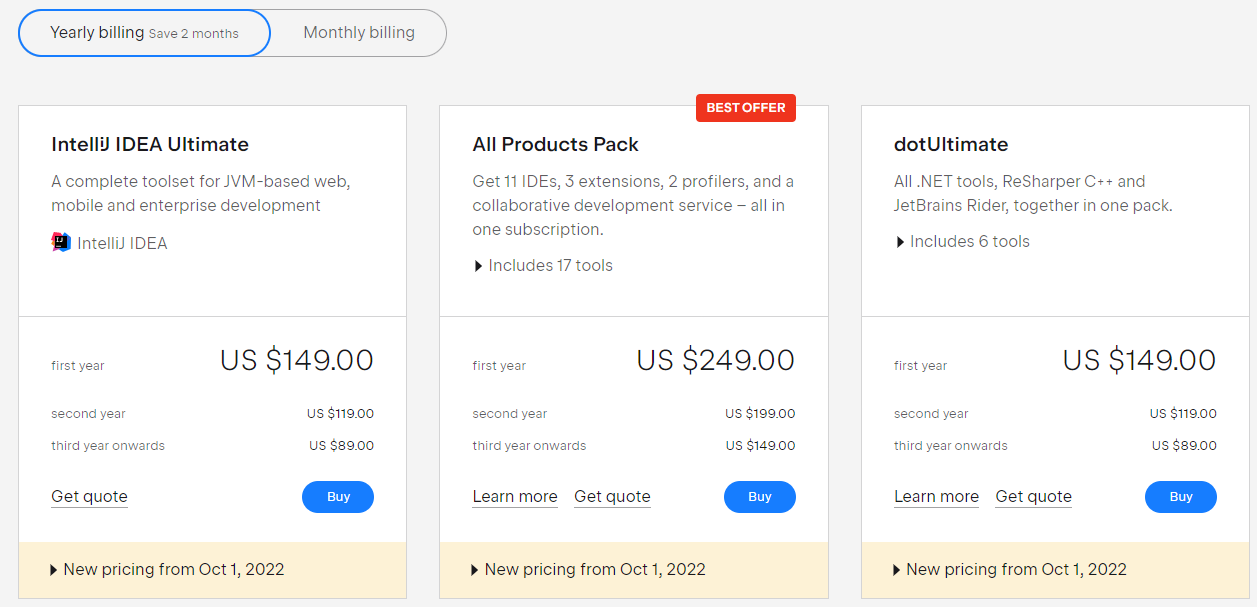 Yearly billing Save 2 months
Monthly billing
IntelliJ IDEA Ultimate
A complete toolset for JVM-based web,
mobile and enterprise development
IJ IntelliJ IDEA
BEST OFFER
All Products Pack
Get 11 IDEs, 3 extensions, 2 profilers, and a
collaborative development service – all in
one subscription.
Includes 17 tools
dotUltimate
All .NET tools, ReSharper C++ and
JetBrains Rider, together in one pack.
Includes 6 tools
first year US $149.00
second year US $119.00
third year onwards US $89.00
Get quote Buy
New pricing from Oct 1, 2022
first year US $249.00
second year US $199.00
third year onwards US $149.00
Learn more Get quote Buy
New pricing from Oct 1, 2022
first year US $149.00
second year US $119.00
third year onwards US $89.00
Learn more Get quote Buy
New pricing from Oct 1, 2022